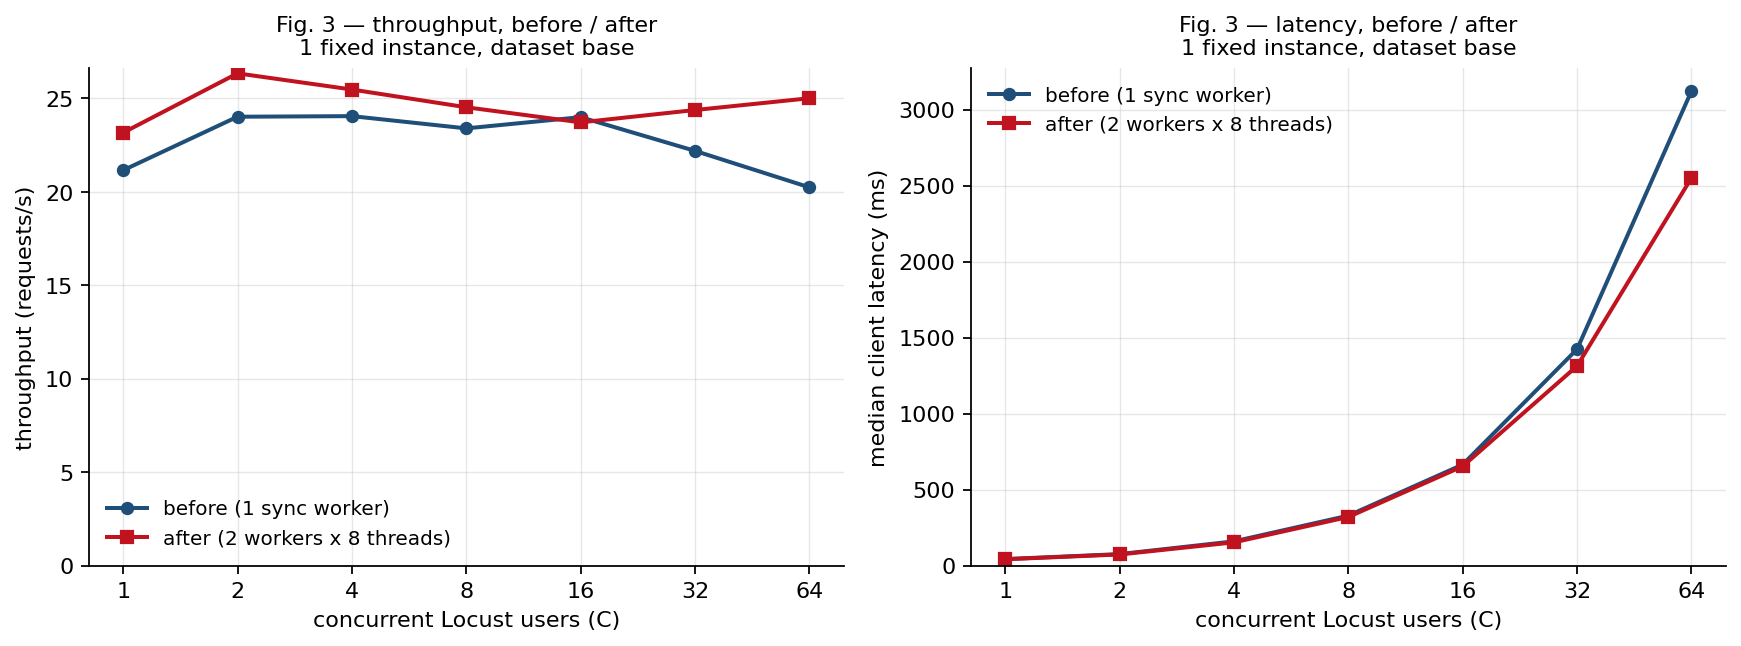 Fig. 3 — throughput, before / after
1 fixed instance, dataset base
throughput (requests/s)
25
20
15
10
5
0
before (1 sync worker)
after (2 workers x 8 threads)
1 2 4 8 16 32 64
concurrent Locust users (C)
Fig. 3 — latency, before / after
1 fixed instance, dataset base
median client latency (ms)
before (1 sync worker)
after (2 workers x 8 threads)
3000
2500
2000
1500
1000
500
0
1 2 4 8 16 32 64
concurrent Locust users (C)